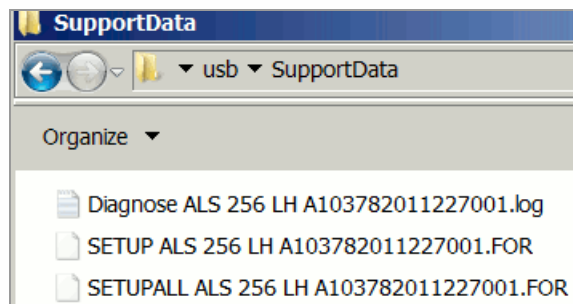 SupportData
usb SupportData
Organize
Diagnose ALS 256 LH A103782011227001.log
SETUP ALS 256 LH A103782011227001.FOR
SETUPALL ALS 256 LH A103782011227001.FOR